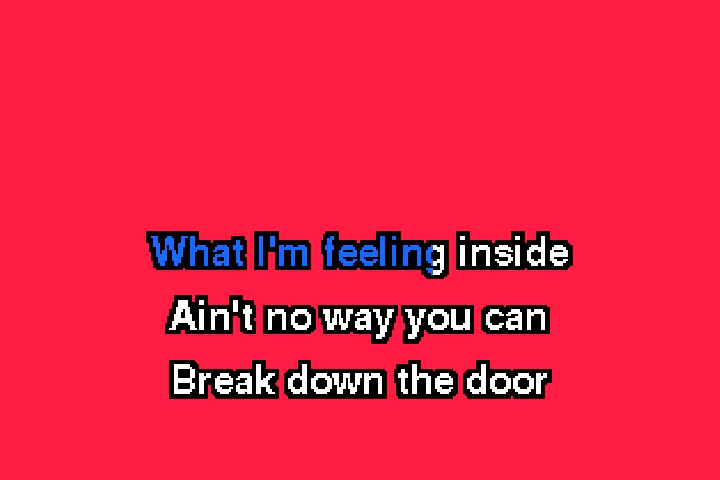 What I'm feeling inside
Ain't no way you can
Break down the door